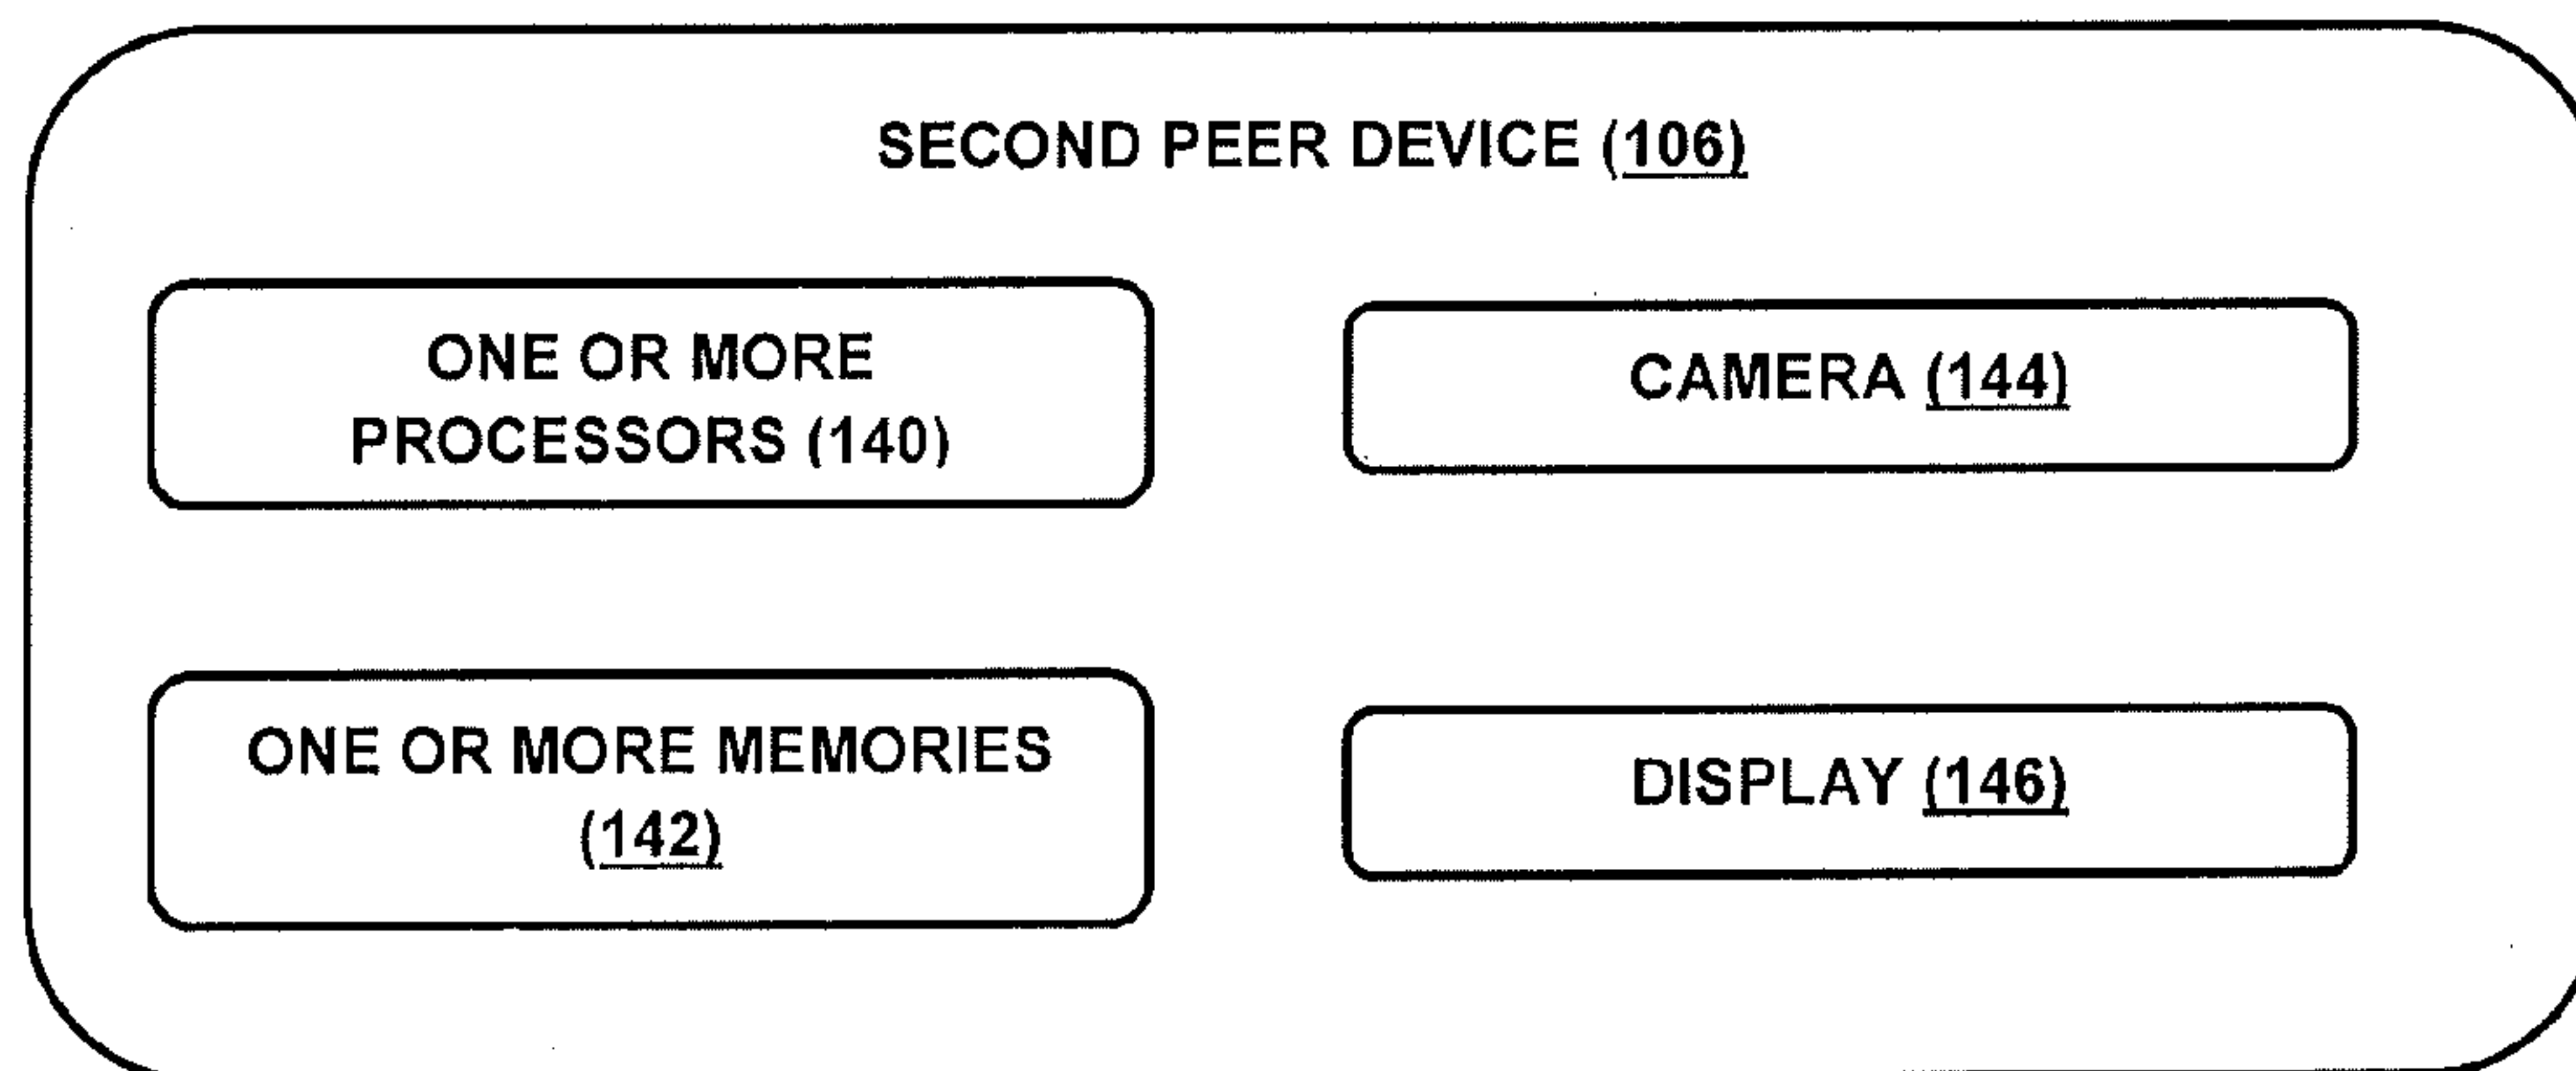 SECOND PEER DEVICE (106)
ONE OR MORE
PROCESSORS (140)
CAMERA (144)
ONE OR MORE MEMORIES
(142)
DISPLAY (146)